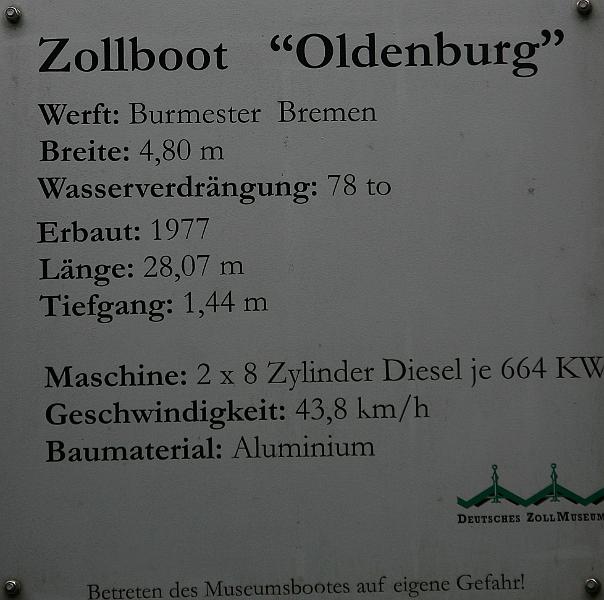 Zollboot “Oldenburg”
Werft: Burmester Bremen
Breite: 4,80 m
Wasserverdrängung: 78 to
Erbaut: 1977
Länge: 28,07 m
Tiefgang: 1,44 m
Maschine: 2 x 8 Zylinder Diesel je 664 KW
Geschwindigkeit: 43,8 km/h
Baumaterial: Aluminium
DEUTSCHES ZOLLMUSEUM
Betreten des Museumsbootes auf eigene Gefahr!